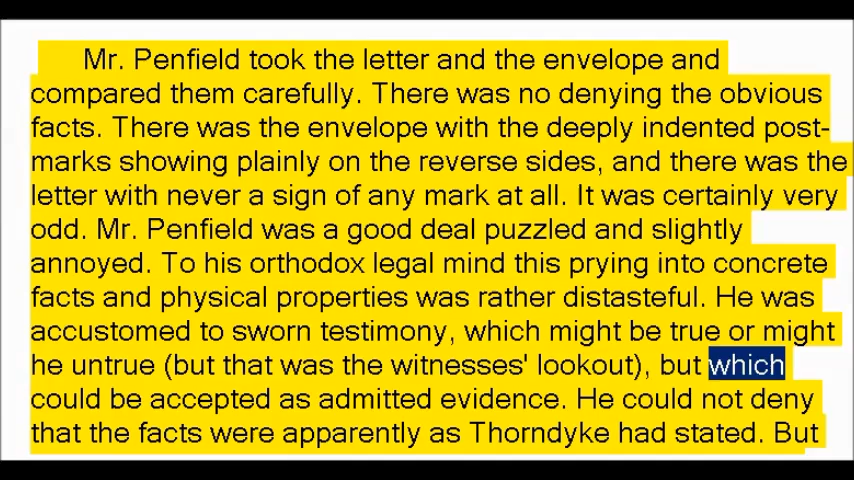 Mr. Penfield took the letter and the envelope and
compared them carefully. There was no denying the obvious
facts. There was the envelope with the deeply indented post-
marks showing plainly on the reverse sides, and there was the
letter with never a sign of any mark at all. It was certainly very
odd. Mr. Penfield was a good deal puzzled and slightly
annoyed. To his orthodox legal mind this prying into concrete
facts and physical properties was rather distasteful. He was
accustomed to sworn testimony, which might be true or might
he untrue (but that was the witnesses' lookout), but which
could be accepted as admitted evidence. He could not deny
that the facts were apparently as Thorndyke had stated. But